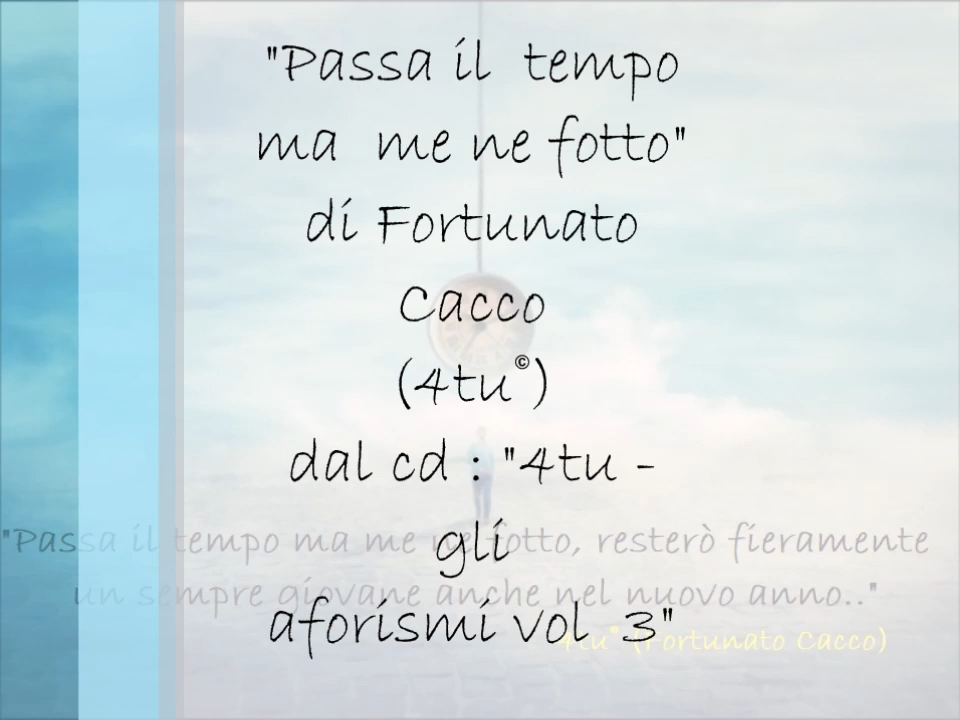 "Passa il tempo
ma me ne fotto"
di Fortunato
Cacco
(4tu©)
dal cd : "4tu -
gli
aforismi vol 3"
"Passa il tempo ma me ne fotto, resterò fieramente
un sempre giovane anche nel nuovo anno.."
4tu© (Fortunato Cacco)